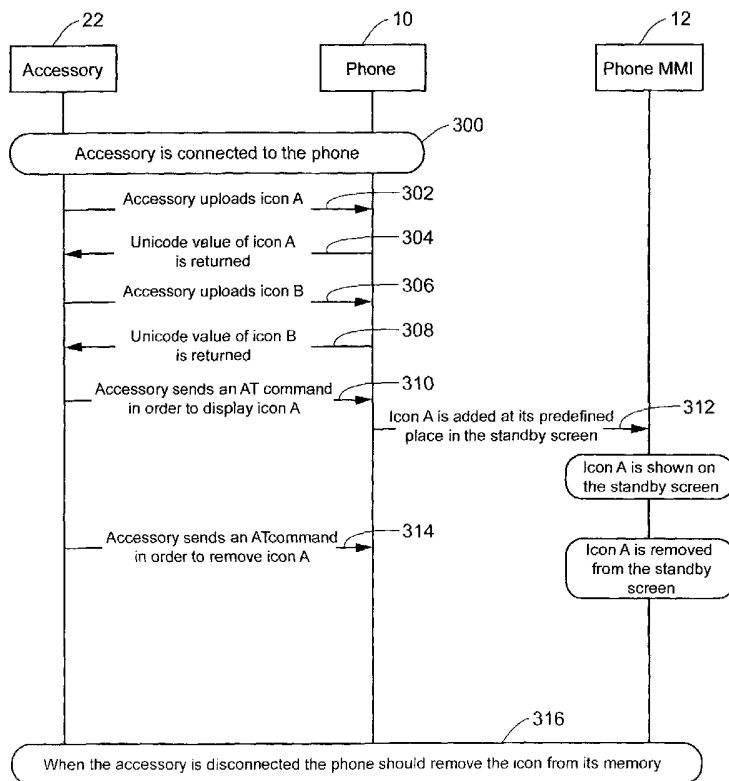 22
10
12
Accessory
Phone
Phone MMI
300
Accessory is connected to the phone
Accessory uploads icon A
302
Unicode value of icon A
is returned
304
Accessory uploads icon B
306
Unicode value of icon B
is returned
308
Accessory sends an AT command
in order to display icon A
310
Icon A is added at its predefined
place in the standby screen
312
Icon A is shown on
the standby screen
Accessory sends an ATcommand
in order to remove icon A
314
Icon A is removed
from the standby
screen
316
When the accessory is disconnected the phone should remove the icon from its memory